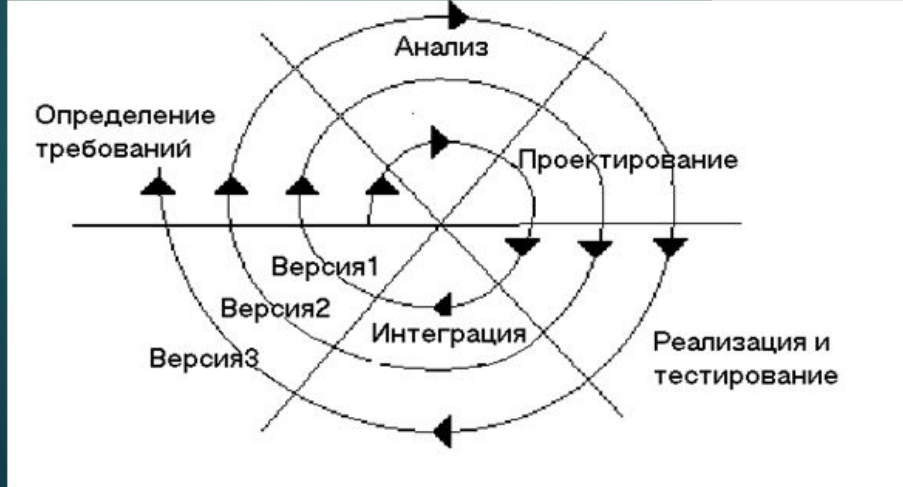 Анализ
Определение
требований
Проектирование
Версия1
Версия2
Интеграция
Версия3
Реализация и
тестирование